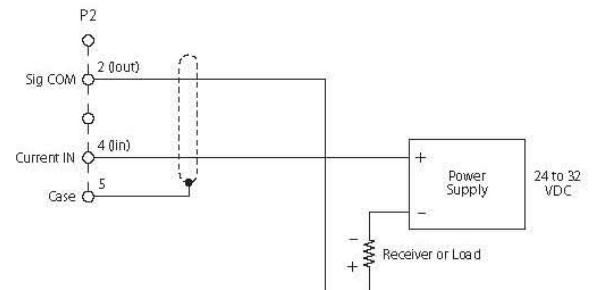 P2
2 (Iout)
Sig COM
4 (Iin)
Current IN
5
Case
+
Power
Supply
−
24 to 32
VDC
−
+
Receiver or Load